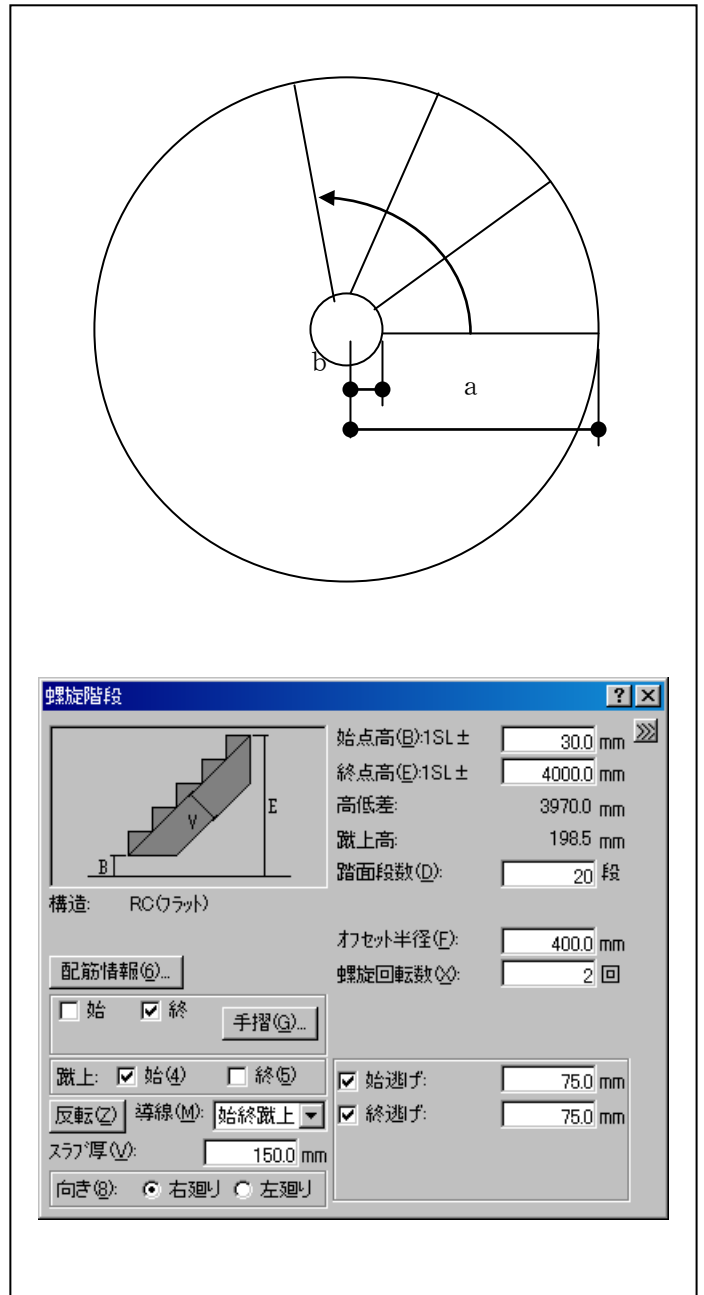 b
a
螺旋階段
始点高(B):1SL± 30.0 mm
終点高(E):1SL± 4000.0 mm
高低差: 3970.0 mm
蹴上高: 198.5 mm
踏面段数(D): 20 段
E
V
B
構造: RC(フラット)
オフセット半径(F): 400.0 mm
螺旋回転数(X): 2 回
配筋情報(6)...
始 終 手摺(G)...
蹴上: 始(4) 終(5)
始逃げ: 75.0 mm
反転(Z) 導線(M): 始終蹴上
終逃げ: 75.0 mm
スラブ厚(V): 150.0 mm
向き(8): 右廻り 左廻り